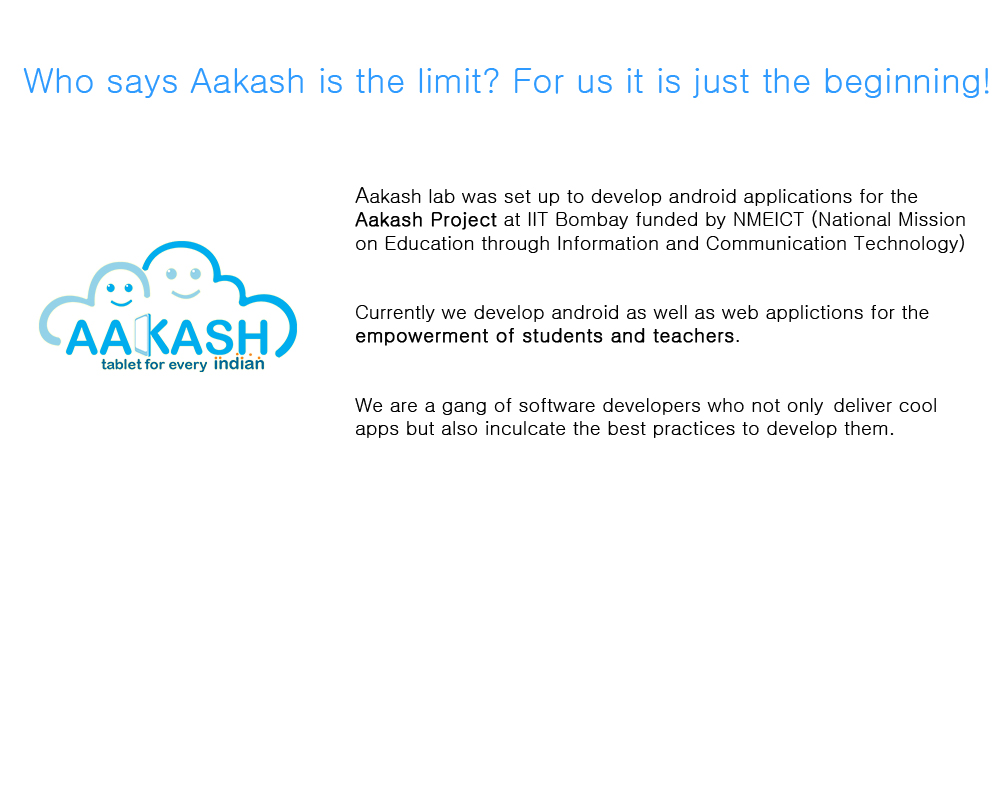 Who says Aakash is the limit? For us it is just the beginning!
Aakash lab was set up to develop android applications for the
Aakash Project at IIT Bombay funded by NMEICT (National Mission
on Education through Information and Communication Technology)
AAKASH
tablet for every indian
Currently we develop android as well as web applictions for the
empowerment of students and teachers.
We are a gang of software developers who not only deliver cool
apps but also inculcate the best practices to develop them.